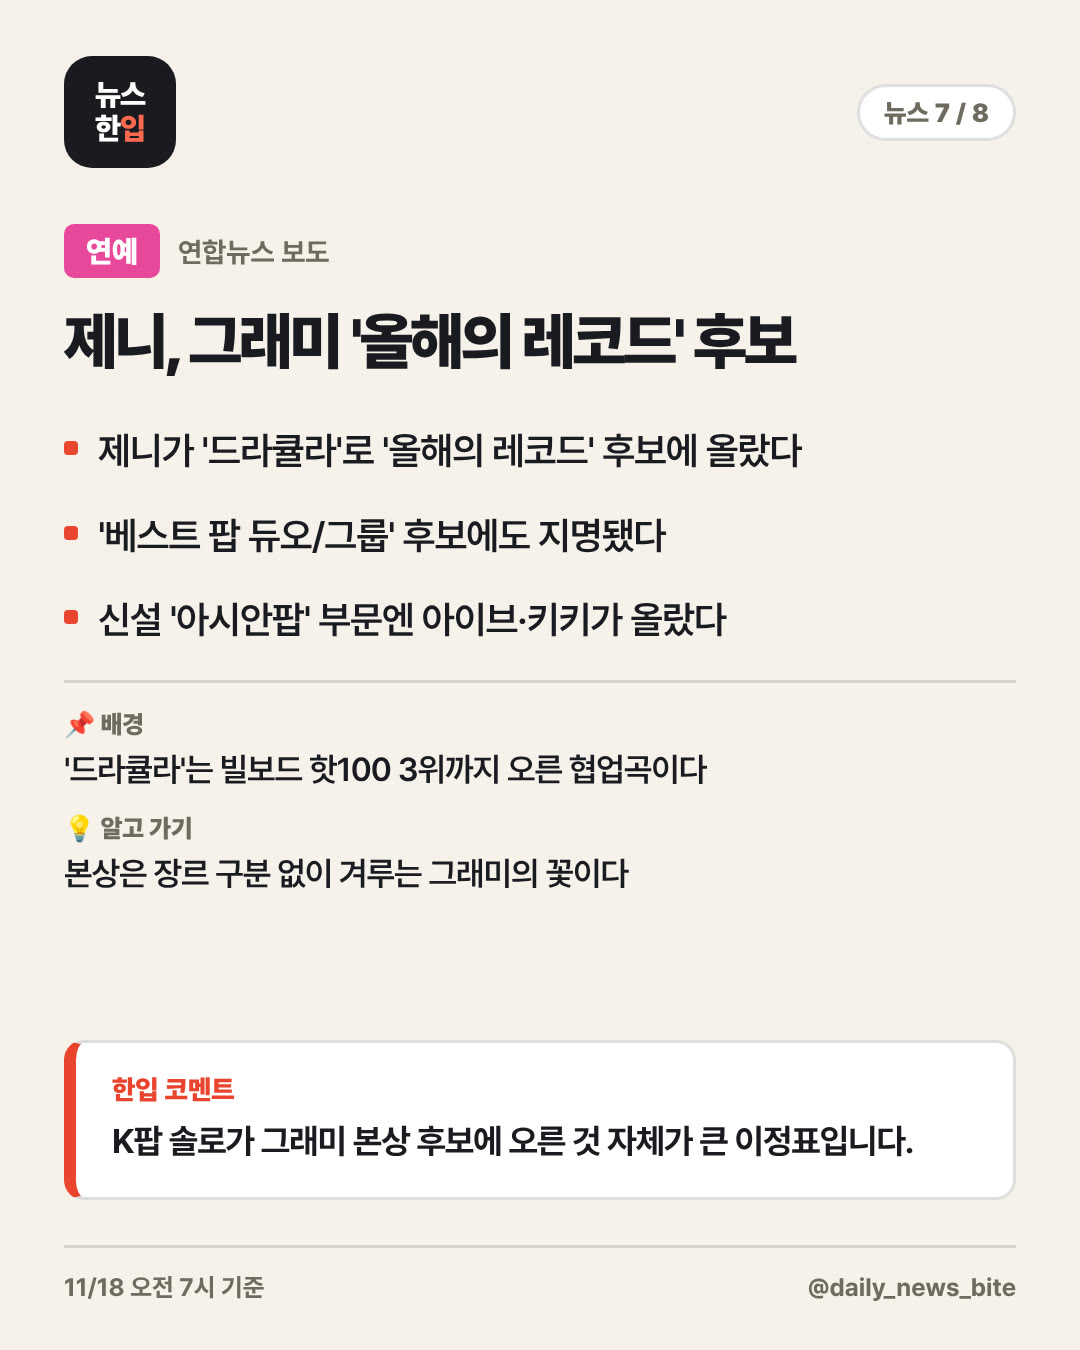 뉴스
한입
뉴스 7 / 8
연예 연합뉴스 보도
제니, 그래미 '올해의 레코드' 후보
제니가 '드라큘라'로 '올해의 레코드' 후보에 올랐다
'베스트 팝 듀오/그룹' 후보에도 지명됐다
신설 '아시안팝' 부문엔 아이브·키키가 올랐다
📌 배경
'드라큘라'는 빌보드 핫100 3위까지 오른 협업곡이다
💡 알고 가기
본상은 장르 구분 없이 겨루는 그래미의 꽃이다
한입 코멘트
K팝 솔로가 그래미 본상 후보에 오른 것 자체가 큰 이정표입니다.
11/18 오전 7시 기준
@daily_news_bite